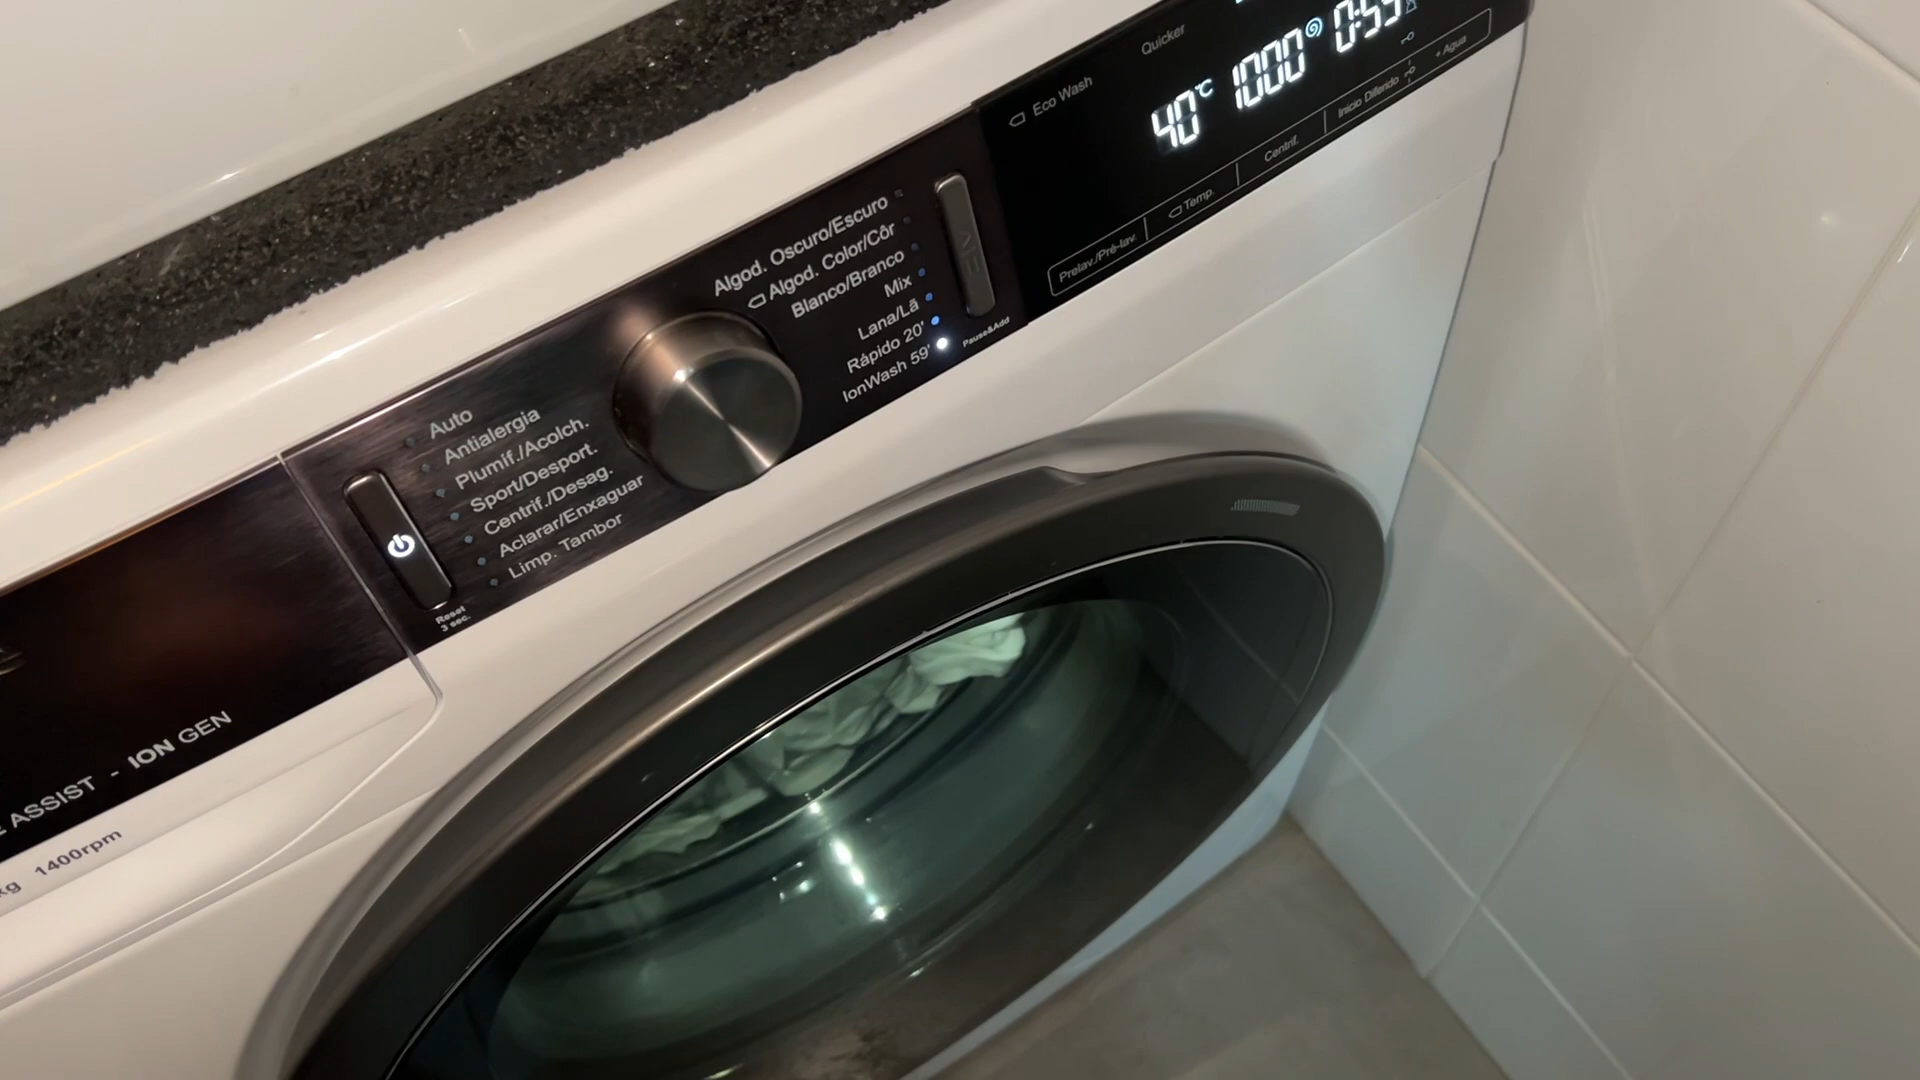 Quicker
Eco Wash
40°C 1000 0:59
Prelav./Pré-lav. Temp. Centrif. Inicio Diferido + Agua
Algod. Oscuro/Escuro
Algod. Color/Côr
Blanco/Branco
Mix
Lana/Lã
Rápido 20'
IonWash 59'
Pause&Add
Auto
Antialergia
Plumif./Acolch.
Sport/Desport.
Centrif./Desag.
Aclarar/Enxaguar
Limp. Tambor
Reset
3 sec.
ASSIST - ION GEN
kg 1400rpm